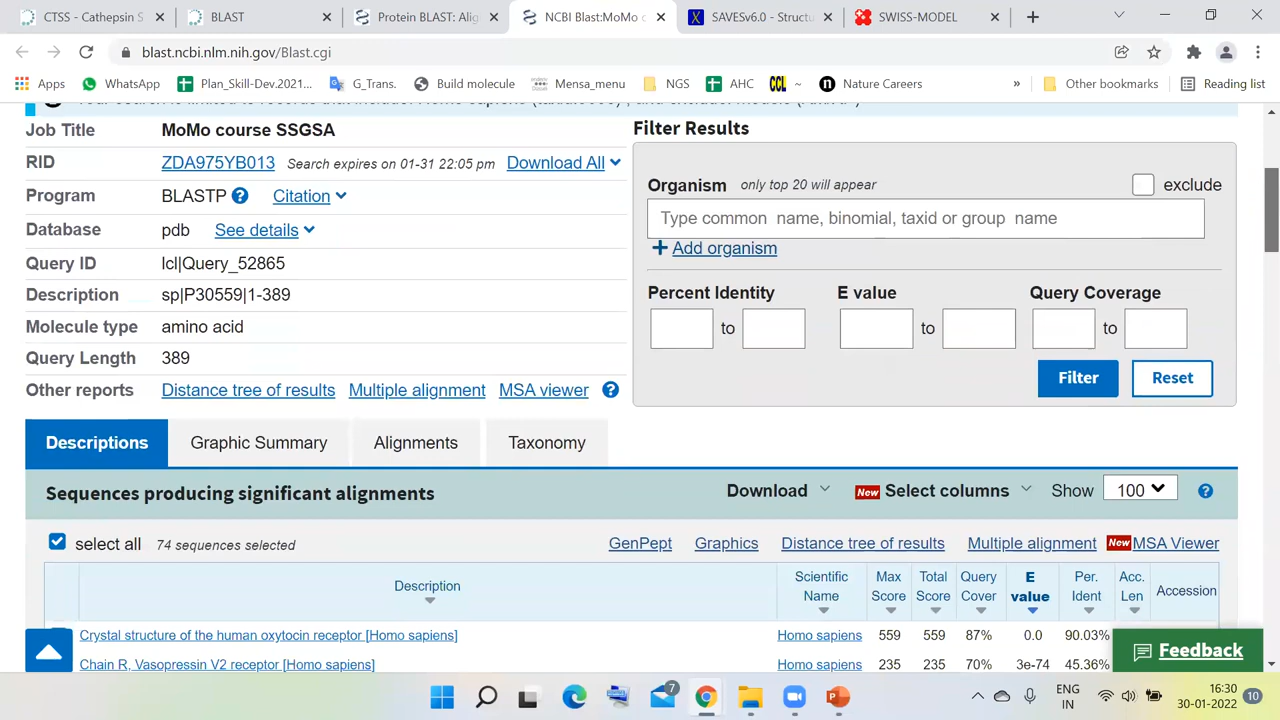 CTSS - Cathepsin S
BLAST
Protein BLAST: Alig
NCBI Blast:MoMo c
SAVESv6.0 - Structu
SWISS-MODEL
blast.ncbi.nlm.nih.gov/Blast.cgi
Apps WhatsApp Plan_Skill-Dev_2021... G_Trans. Build molecule Mensa_menu NGS AHC CCL ~ Nature Careers » Other bookmarks Reading list
Job Title MoMo course SSGSA
RID ZDA975YB013 Search expires on 01-31 22:05 pm Download All
Program BLASTP ? Citation
Database pdb See details
Query ID lcl|Query_52865
Description sp|P30559|1-389
Molecule type amino acid
Query Length 389
Other reports Distance tree of results Multiple alignment MSA viewer ?
Filter Results
Organism only top 20 will appear exclude
Type common name, binomial, taxid or group name
+ Add organism
Percent Identity E value Query Coverage
to to to
Filter Reset
Descriptions Graphic Summary Alignments Taxonomy
Sequences producing significant alignments Download New Select columns Show 100 ?
select all 74 sequences selected GenPept Graphics Distance tree of results Multiple alignment New MSA Viewer
Description Scientific Name Max Score Total Score Query Cover E value Per. Ident Acc. Len Accession
Crystal structure of the human oxytocin receptor [Homo sapiens] Homo sapiens 559 559 87% 0.0 90.03%
Chain R, Vasopressin V2 receptor [Homo sapiens] Homo sapiens 235 235 70% 3e-74 45.36%
Feedback
7
ENG
IN
16:30
30-01-2022
10